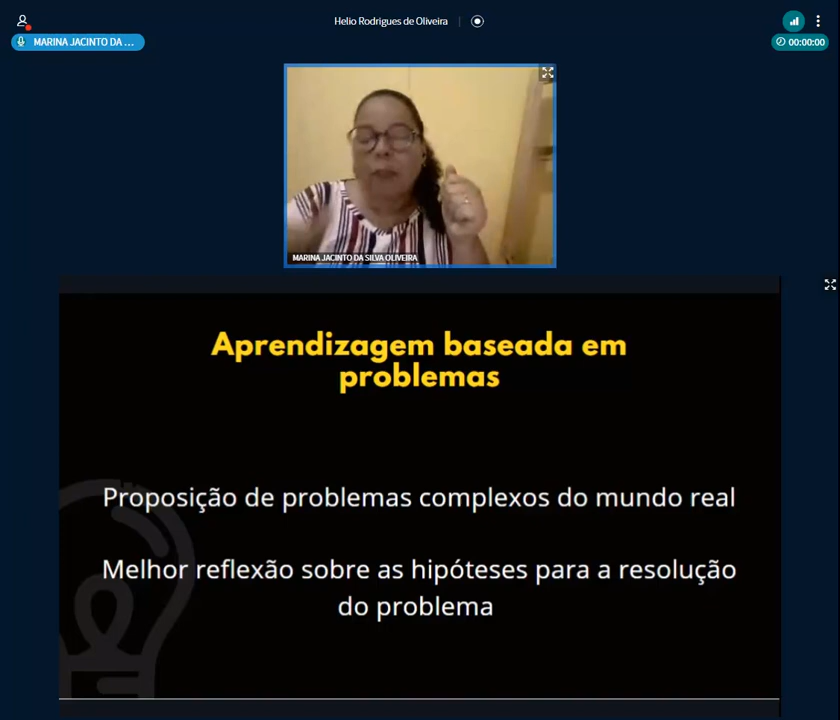 Helio Rodrigues de Oliveira
MARINA JACINTO DA ...
00:00:00
MARINA JACINTO DA SILVA OLIVEIRA
Aprendizagem baseada em
problemas
Proposição de problemas complexos do mundo real
Melhor reflexão sobre as hipóteses para a resolução
do problema